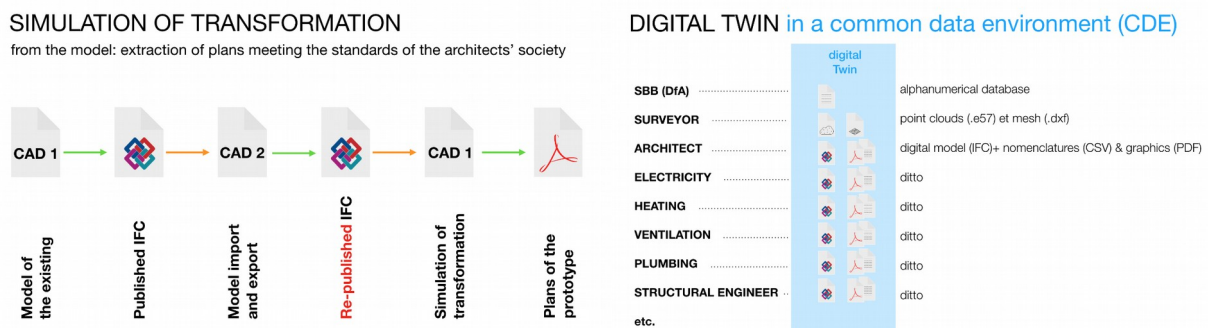 SIMULATION OF TRANSFORMATION
from the model: extraction of plans meeting the standards of the architects' society
CAD 1
CAD 2
CAD 1
Model of
the existing
Published IFC
Model import
and export
Re-published IFC
Simulation of
transformation
Plans of the
prototype
DIGITAL TWIN in a common data environment (CDE)
digital
Twin
SBB (DfA) alphanumerical database
SURVEYOR point clouds (.e57) et mesh (.dxf)
ARCHITECT digital model (IFC)+ nomenclatures (CSV) & graphics (PDF)
ELECTRICITY ditto
HEATING ditto
VENTILATION ditto
PLUMBING ditto
STRUCTURAL ENGINEER ditto
etc.